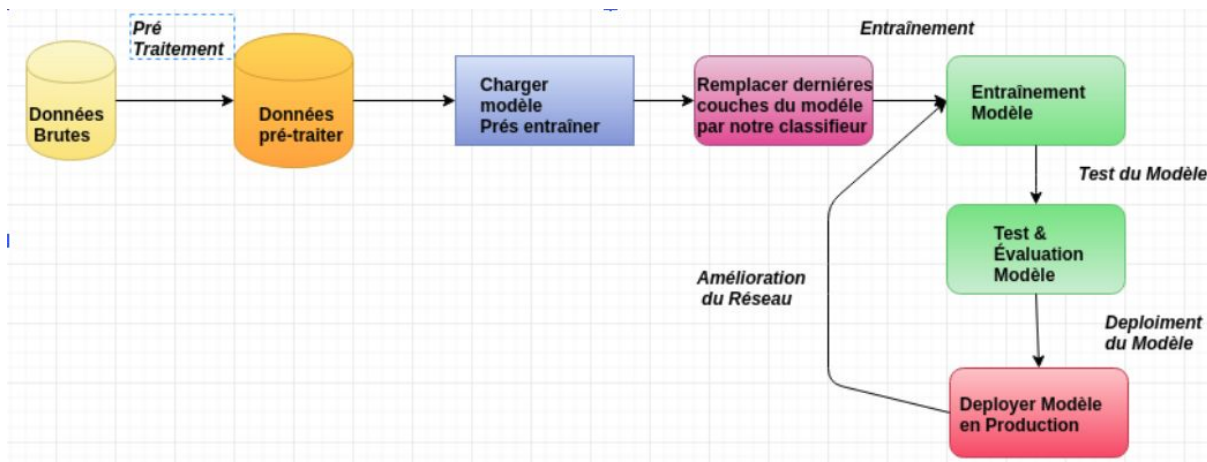 Pré
Traitement
Entraînement
Données
Brutes
Données
pré-traiter
Charger
modèle
Prés entraîner
Remplacer derniéres
couches du modéle
par notre classifieur
Entraînement
Modèle
Test du Modèle
Test &
Évaluation
Modèle
Amélioration
du Réseau
Deploiment
du Modèle
Deployer Modèle
en Production